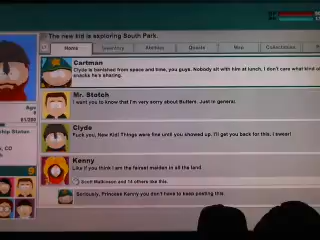 The new kid is exploring South Park.
Home
Inventory
Abilities
Quests
Map
Collectables
Cartman
Clyde is banished from space and time, you guys. Nobody sit with him at lunch, I don't care what kind of
snacks he's sharing.
Mr. Stotch
I want you to know that I'm very sorry about Butters. Just in general.
Clyde
Fuck you, New Kid! Things were fine until you showed up. I'll get you back for this, I swear!
Kenny
Like if you think I am the fairest maiden in all the land.
Scott Malkinson and 14 others like this.
Seriously, Princess Kenny you don't have to keep posting this.
Age
9